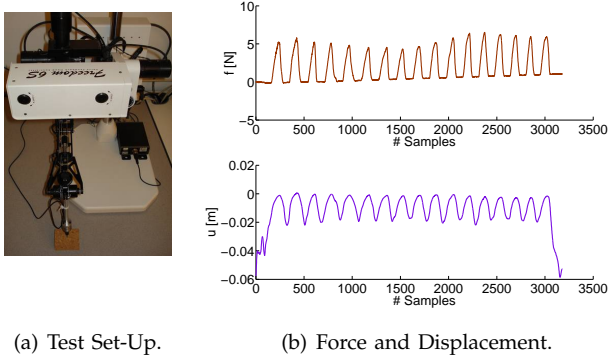 Freedom 6S
f [N]
10
5
0
−5
0 500 1000 1500 2000 2500 3000 3500
# Samples
u [m]
0.02
0
−0.02
−0.04
−0.06
0 500 1000 1500 2000 2500 3000 3500
# Samples
(a) Test Set-Up.
(b) Force and Displacement.